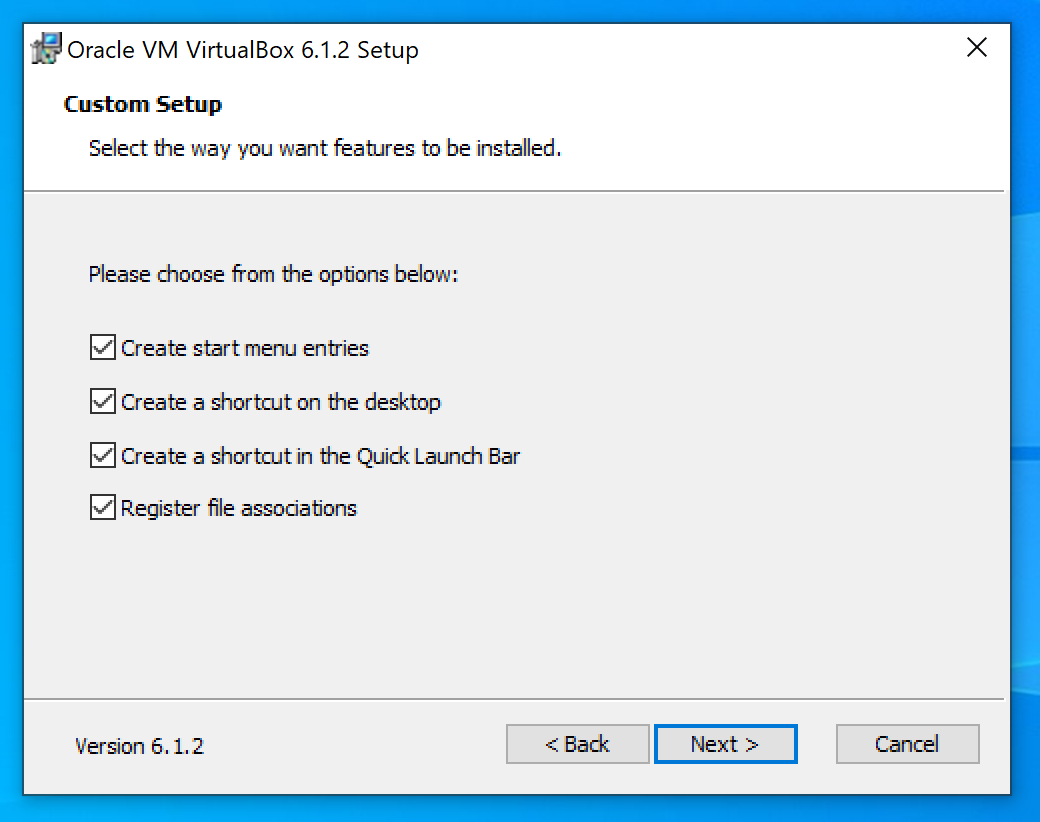 Oracle VM VirtualBox 6.1.2 Setup
Custom Setup
Select the way you want features to be installed.
Please choose from the options below:
Create start menu entries
Create a shortcut on the desktop
Create a shortcut in the Quick Launch Bar
Register file associations
Version 6.1.2
< Back
Next >
Cancel